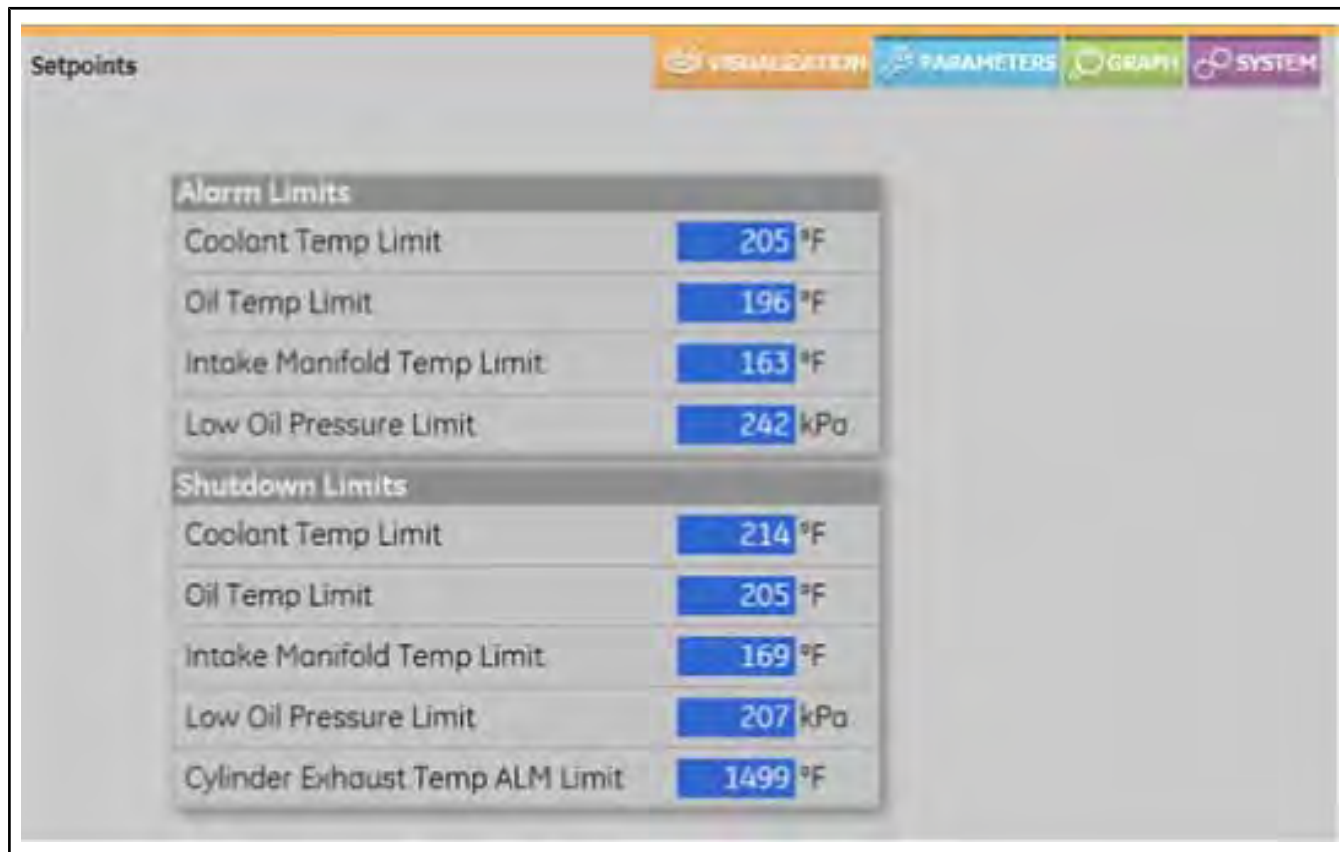 Setpoints
VISUALIZATION PARAMETERS GRAPH SYSTEM
Alarm Limits
Coolant Temp Limit 205 °F
Oil Temp Limit 196 °F
Intake Manifold Temp Limit 163 °F
Low Oil Pressure Limit 242 kPa
Shutdown Limits
Coolant Temp Limit 214 °F
Oil Temp Limit 205 °F
Intake Manifold Temp Limit 169 °F
Low Oil Pressure Limit 207 kPa
Cylinder Exhaust Temp ALM Limit 1499 °F